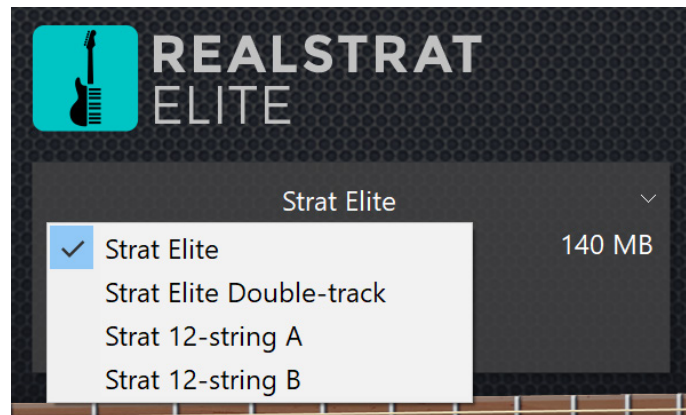 REALSTRAT
ELITE
Strat Elite
140 MB
Strat Elite
Strat Elite Double-track
Strat 12-string A
Strat 12-string B